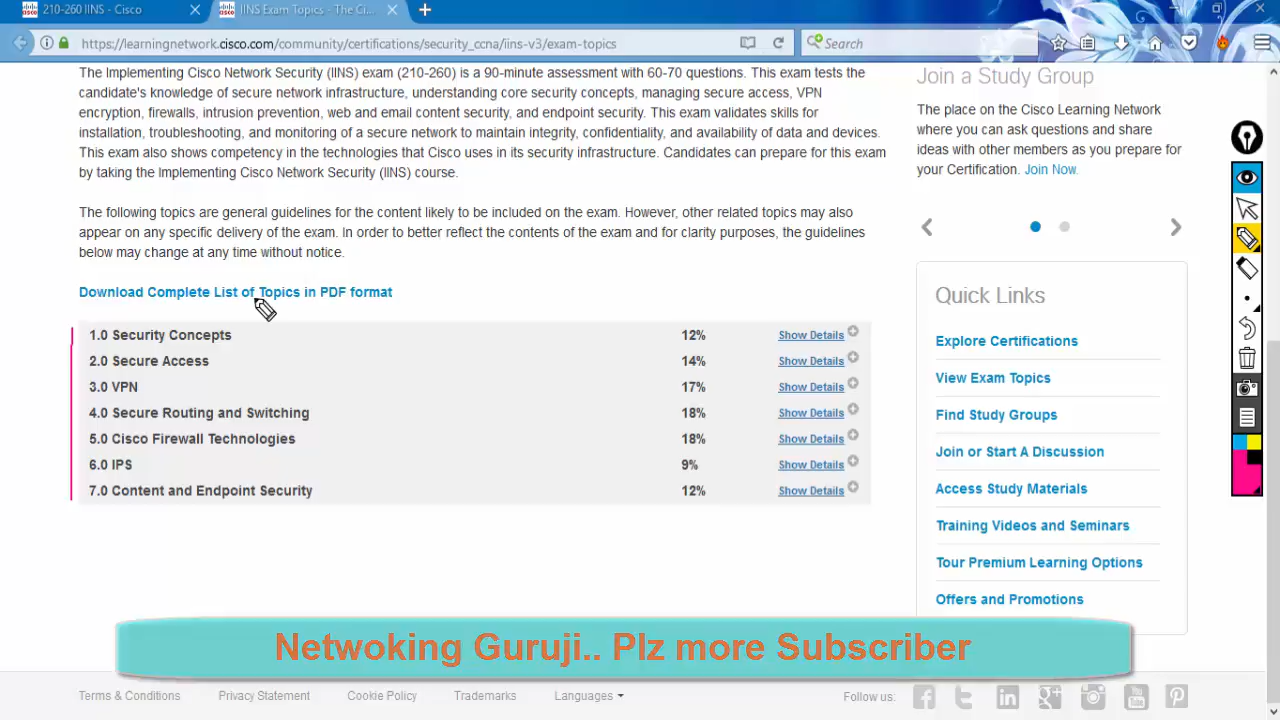 210-260 IINS - Cisco
IINS Exam Topics - The Ci...
https://learningnetwork.cisco.com/community/certifications/security_ccna/iins-v3/exam-topics
Search
The Implementing Cisco Network Security (IINS) exam (210-260) is a 90-minute assessment with 60-70 questions. This exam tests the
candidate's knowledge of secure network infrastructure, understanding core security concepts, managing secure access, VPN
encryption, firewalls, intrusion prevention, web and email content security, and endpoint security. This exam validates skills for
installation, troubleshooting, and monitoring of a secure network to maintain integrity, confidentiality, and availability of data and devices.
This exam also shows competency in the technologies that Cisco uses in its security infrastructure. Candidates can prepare for this exam
by taking the Implementing Cisco Network Security (IINS) course.
The following topics are general guidelines for the content likely to be included on the exam. However, other related topics may also
appear on any specific delivery of the exam. In order to better reflect the contents of the exam and for clarity purposes, the guidelines
below may change at any time without notice.
Download Complete List of Topics in PDF format
1.0 Security Concepts 12% Show Details
2.0 Secure Access 14% Show Details
3.0 VPN 17% Show Details
4.0 Secure Routing and Switching 18% Show Details
5.0 Cisco Firewall Technologies 18% Show Details
6.0 IPS 9% Show Details
7.0 Content and Endpoint Security 12% Show Details
Join a Study Group
The place on the Cisco Learning Network
where you can ask questions and share
ideas with other members as you prepare for
your Certification. Join Now.
Quick Links
Explore Certifications
View Exam Topics
Find Study Groups
Join or Start A Discussion
Access Study Materials
Training Videos and Seminars
Tour Premium Learning Options
Offers and Promotions
Netwoking Guruji.. Plz more Subscriber
Terms & Conditions Privacy Statement Cookie Policy Trademarks Languages Follow us: